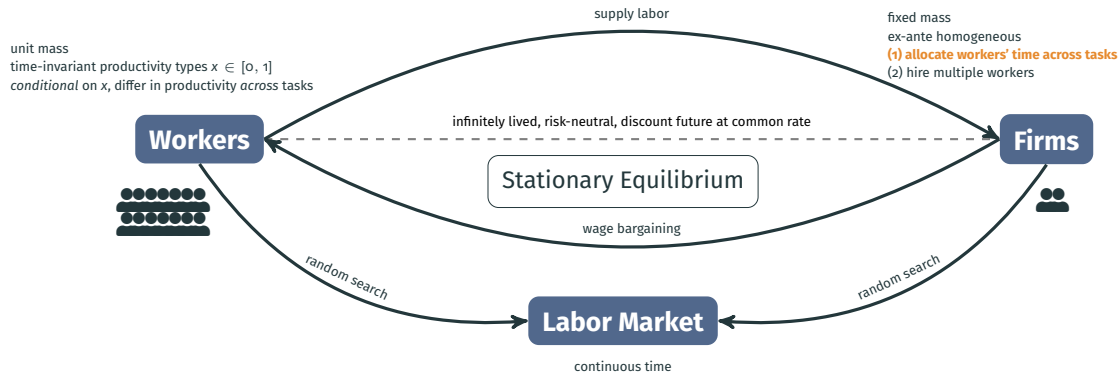 supply labor
fixed mass
ex-ante homogeneous
(1) allocate workers' time across tasks
(2) hire multiple workers
unit mass
time-invariant productivity types x ∈ [0, 1]
conditional on x, differ in productivity across tasks
infinitely lived, risk-neutral, discount future at common rate
Workers
Firms
Stationary Equilibrium
wage bargaining
random search
random search
Labor Market
continuous time